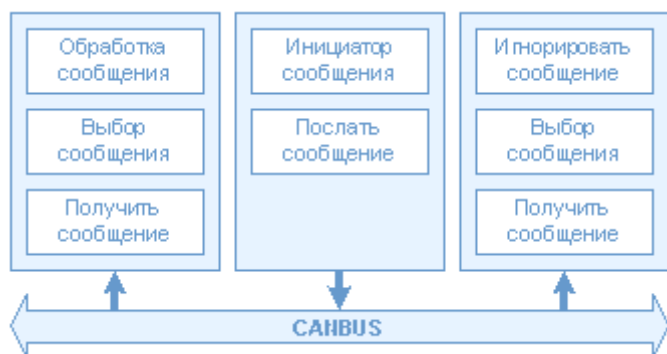 Обработка
сообщения
Выбор
сообщения
Получить
сообщение
Инициатор
сообщения
Послать
сообщение
Игнорировать
сообщение
Выбор
сообщения
Получить
сообщение
CANBUS